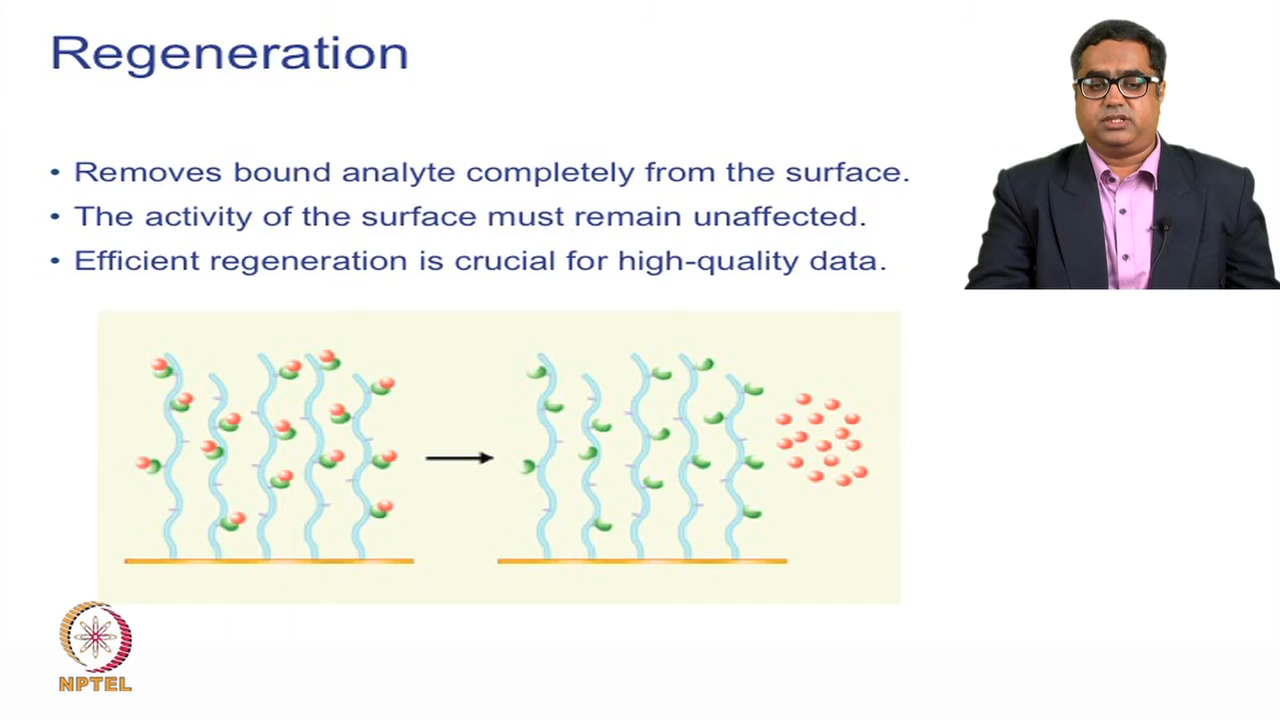 Regeneration
• Removes bound analyte completely from the surface.
• The activity of the surface must remain unaffected.
• Efficient regeneration is crucial for high-quality data.
NPTEL